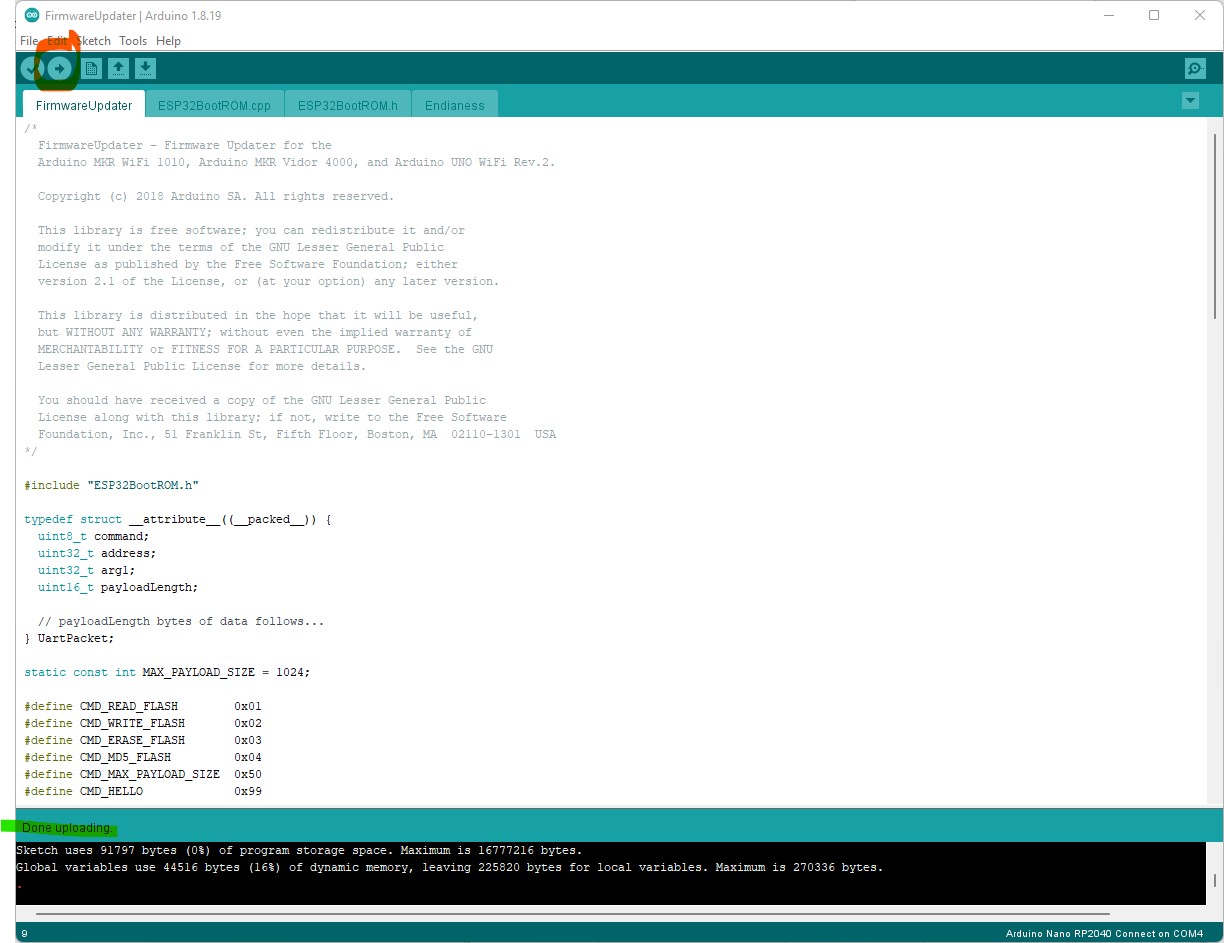 FirmwareUpdater | Arduino 1.8.19
File Edit Sketch Tools Help
FirmwareUpdater ESP32BootROM.cpp ESP32BootROM.h Endianess
/*
  FirmwareUpdater - Firmware Updater for the
  Arduino MKR WiFi 1010, Arduino MKR Vidor 4000, and Arduino UNO WiFi Rev.2.

  Copyright (c) 2018 Arduino SA. All rights reserved.

  This library is free software; you can redistribute it and/or
  modify it under the terms of the GNU Lesser General Public
  License as published by the Free Software Foundation; either
  version 2.1 of the License, or (at your option) any later version.

  This library is distributed in the hope that it will be useful,
  but WITHOUT ANY WARRANTY; without even the implied warranty of
  MERCHANTABILITY or FITNESS FOR A PARTICULAR PURPOSE.  See the GNU
  Lesser General Public License for more details.

  You should have received a copy of the GNU Lesser General Public
  License along with this library; if not, write to the Free Software
  Foundation, Inc., 51 Franklin St, Fifth Floor, Boston, MA  02110-1301  USA
*/

#include "ESP32BootROM.h"

typedef struct __attribute__((__packed__)) {
  uint8_t command;
  uint32_t address;
  uint32_t arg1;
  uint16_t payloadLength;

  // payloadLength bytes of data follows...
} UartPacket;

static const int MAX_PAYLOAD_SIZE = 1024;

#define CMD_READ_FLASH        0x01
#define CMD_WRITE_FLASH       0x02
#define CMD_ERASE_FLASH       0x03
#define CMD_MD5_FLASH         0x04
#define CMD_MAX_PAYLOAD_SIZE  0x50
#define CMD_HELLO             0x99
Done uploading.
Sketch uses 91797 bytes (0%) of program storage space. Maximum is 16777216 bytes.
Global variables use 44516 bytes (16%) of dynamic memory, leaving 225820 bytes for local variables. Maximum is 270336 bytes.
.
9
Arduino Nano RP2040 Connect on COM4